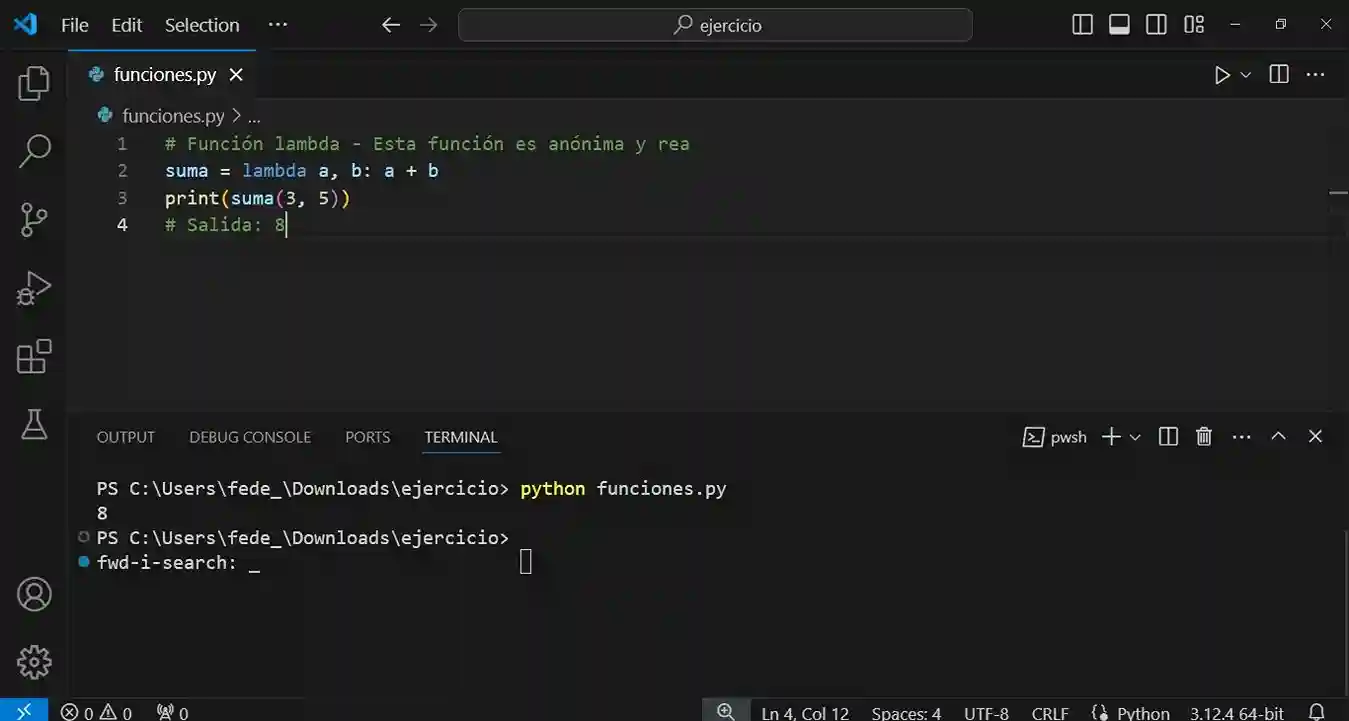 File Edit Selection ··· ejercicio
funciones.py
funciones.py > ...
1 # Función lambda - Esta función es anónima y rea
2 suma = lambda a, b: a + b
3 print(suma(3, 5))
4 # Salida: 8
OUTPUT DEBUG CONSOLE PORTS TERMINAL pwsh
PS C:\Users\fede_\Downloads\ejercicio> python funciones.py
8
PS C:\Users\fede_\Downloads\ejercicio>
fwd-i-search: _
0 0 0 Ln 4, Col 12 Spaces: 4 UTF-8 CRLF Python 3.12.4 64-bit